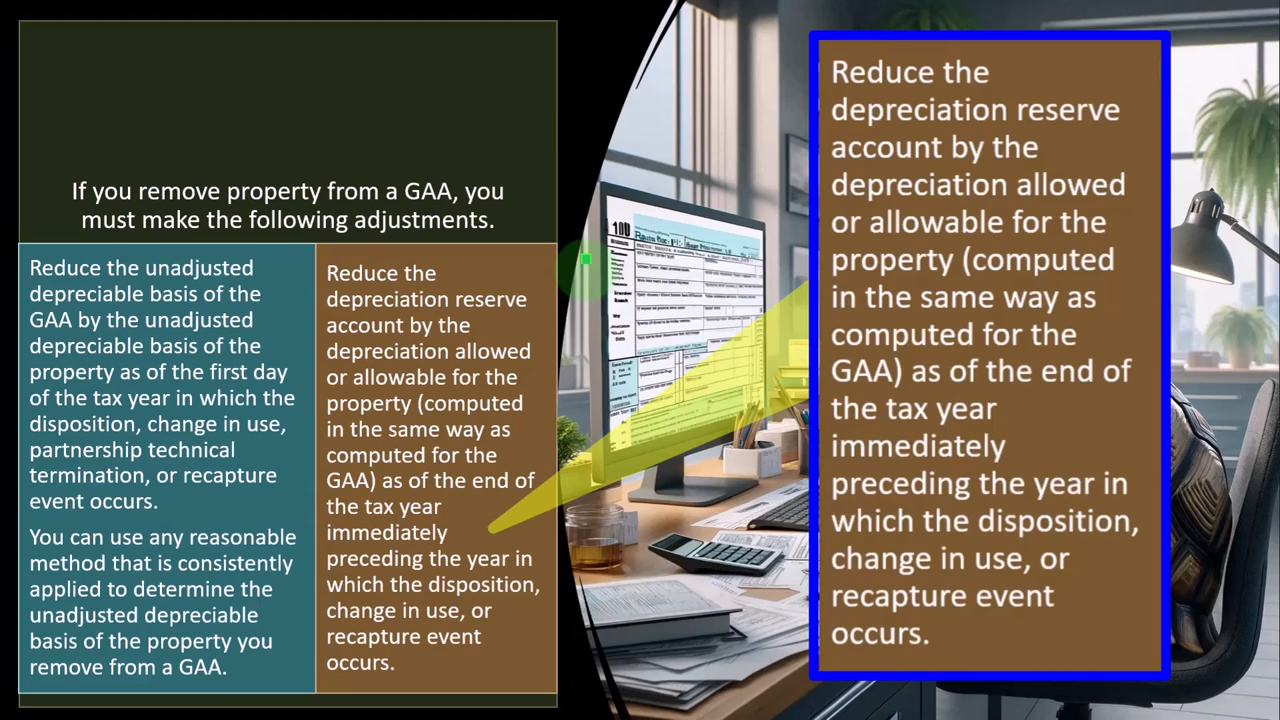 If you remove property from a GAA, you
must make the following adjustments.
Reduce the unadjusted
depreciable basis of the
GAA by the unadjusted
depreciable basis of the
property as of the first day
of the tax year in which the
disposition, change in use,
partnership technical
termination, or recapture
event occurs.
You can use any reasonable
method that is consistently
applied to determine the
unadjusted depreciable
basis of the property you
remove from a GAA.
Reduce the
depreciation reserve
account by the
depreciation allowed
or allowable for the
property (computed
in the same way as
computed for the
GAA) as of the end of
the tax year
immediately
preceding the year in
which the disposition,
change in use, or
recapture event
occurs.
Reduce the
depreciation reserve
account by the
depreciation allowed
or allowable for the
property (computed
in the same way as
computed for the
GAA) as of the end of
the tax year
immediately
preceding the year in
which the disposition,
change in use, or
recapture event
occurs.